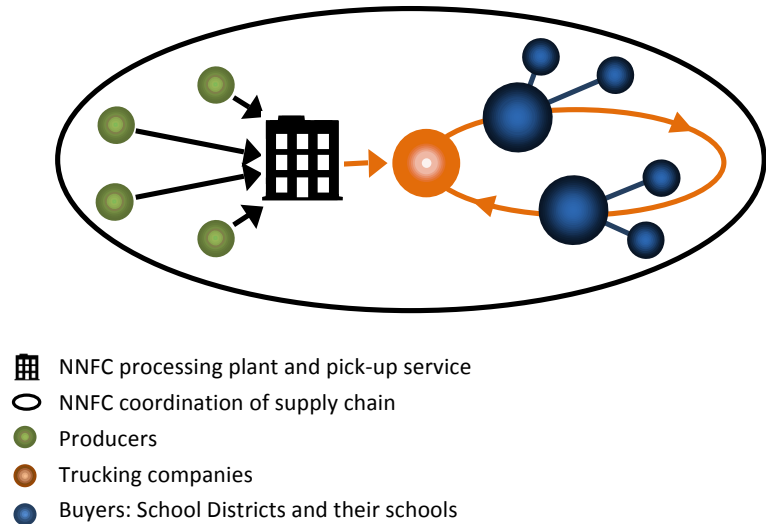 NNFC processing plant and pick-up service
NNFC coordination of supply chain
Producers
Trucking companies
Buyers: School Districts and their schools